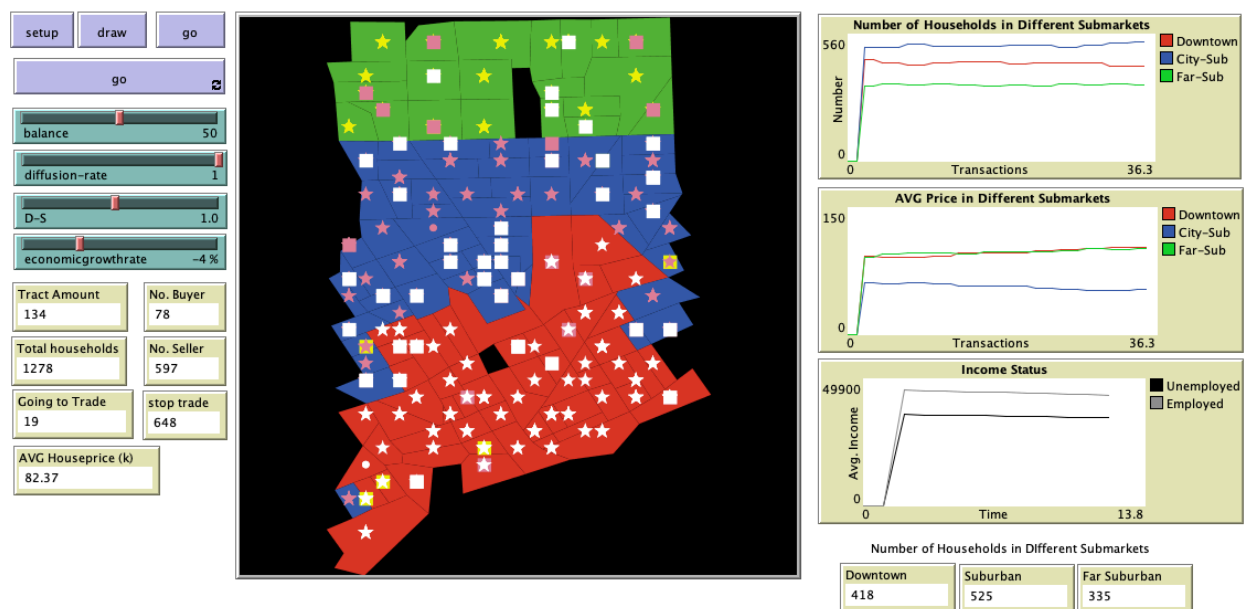 setup
draw
go
go
balance
50
diffusion-rate
1
D-S
1.0
economicgrowthrate
-4 %
Tract Amount
134
No. Buyer
78
Total households
1278
No. Seller
597
Going to Trade
19
stop trade
648
AVG Houseprice (k)
82.37
Number of Households in Different Submarkets
560
Number
0
0
Transactions
36.3
Downtown
City-Sub
Far-Sub
AVG Price in Different Submarkets
150
0
0
Transactions
36.3
Downtown
City-Sub
Far-Sub
Income Status
49900
Avg. Income
0
0
Time
13.8
Unemployed
Employed
Number of Households in DIfferent Submarkets
Downtown
418
Suburban
525
Far Suburban
335